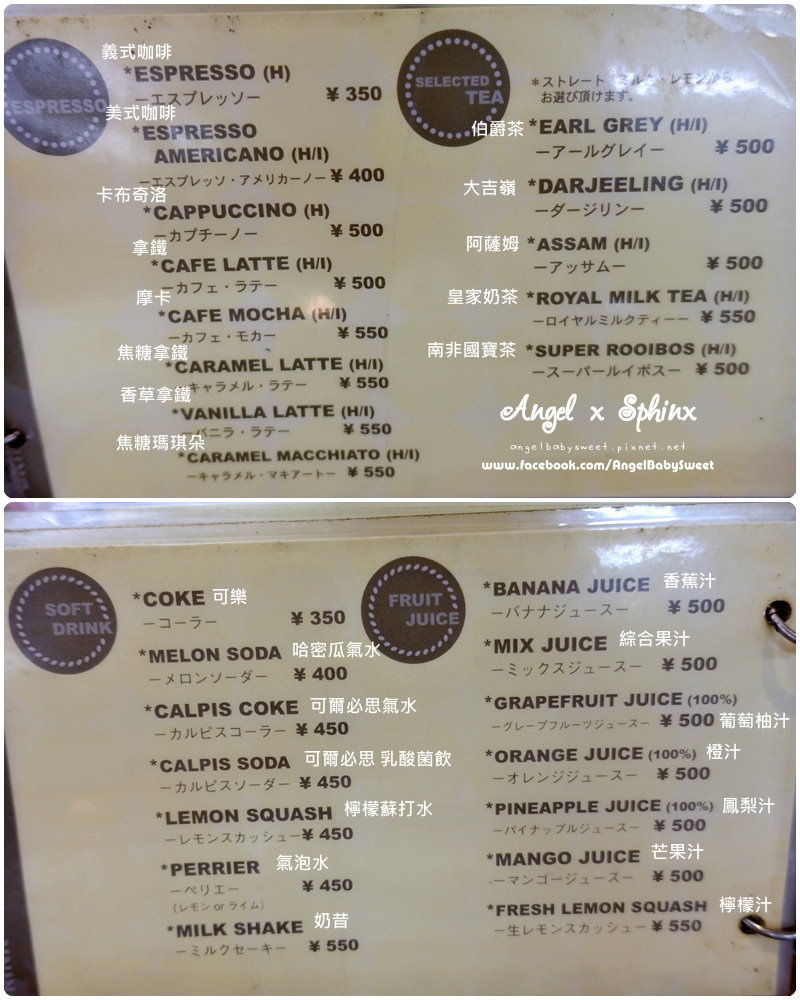 ESPRESSO
義式咖啡
*ESPRESSO (H)
ーエスプレッソー ¥ 350
美式咖啡
*ESPRESSO
AMERICANO (H/I)
ーエスプレッソ・アメリカーノー ¥ 400
卡布奇洛
*CAPPUCCINO (H)
ーカプチーノー ¥ 500
拿鐵
*CAFE LATTE (H/I)
ーカフェ・ラテー ¥ 500
摩卡
*CAFE MOCHA (H/I)
ーカフェ・モカー ¥ 550
焦糖拿鐵
*CARAMEL LATTE (H/I)
ーキャラメル・ラテー ¥ 550
香草拿鐵
*VANILLA LATTE (H/I)
ーバニラ・ラテー ¥ 550
焦糖瑪琪朵
*CARAMEL MACCHIATO (H/I)
ーキャラメル・マキアートー ¥ 550
SELECTED
TEA
*ストレート・ミルク・レモンから
お選び頂けます。
伯爵茶 *EARL GREY (H/I)
ーアールグレイー ¥ 500
大吉嶺 *DARJEELING (H/I)
ーダージリンー ¥ 500
阿薩姆 *ASSAM (H/I)
ーアッサムー ¥ 500
皇家奶茶 *ROYAL MILK TEA (H/I)
ーロイヤルミルクティーー ¥ 550
南非國寶茶 *SUPER ROOIBOS (H/I)
ースーパールイボスー ¥ 500
Angel x Sphinx
angelbabysweet.pixnet.net
www.facebook.com/AngelBabySweet
SOFT
DRINK
*COKE 可樂
ーコーラー ¥ 350
*MELON SODA 哈密瓜氣水
ーメロンソーダー ¥ 400
*CALPIS COKE 可爾必思氣水
ーカルピスコーラー ¥ 450
*CALPIS SODA 可爾必思 乳酸菌飲
ーカルピスソーダー ¥ 450
*LEMON SQUASH 檸檬蘇打水
ーレモンスカッシュー ¥ 450
*PERRIER 氣泡水
ーペリエー ¥ 450
(レモン or ライム)
*MILK SHAKE 奶昔
ーミルクセーキー ¥ 550
FRUIT
JUICE
*BANANA JUICE 香蕉汁
ーバナナジュースー ¥ 500
*MIX JUICE 綜合果汁
ーミックスジュースー ¥ 500
*GRAPEFRUIT JUICE (100%)
ーグレープフルーツジュースー ¥ 500 葡萄柚汁
*ORANGE JUICE (100%) 橙汁
ーオレンジジュースー ¥ 500
*PINEAPPLE JUICE (100%) 鳳梨汁
ーパイナップルジュースー ¥ 500
*MANGO JUICE 芒果汁
ーマンゴージュースー ¥ 500
*FRESH LEMON SQUASH 檸檬汁
ー生レモンスカッシュー ¥ 550